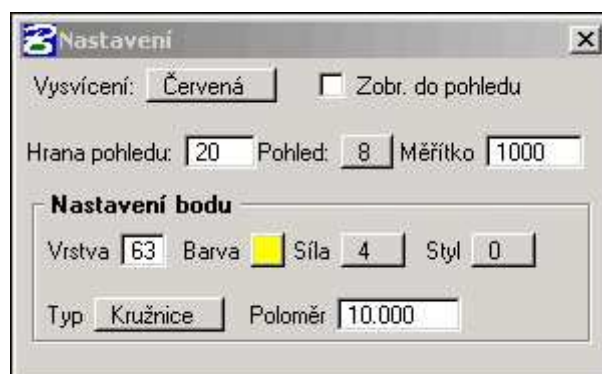 Nastavení
Vysvícení: Červená Zobr. do pohledu
Hrana pohledu: 20 Pohled: 8 Měřítko 1000
Nastavení bodu
Vrstva 63 Barva Síla 4 Styl 0
Typ Kružnice Poloměr 10.000